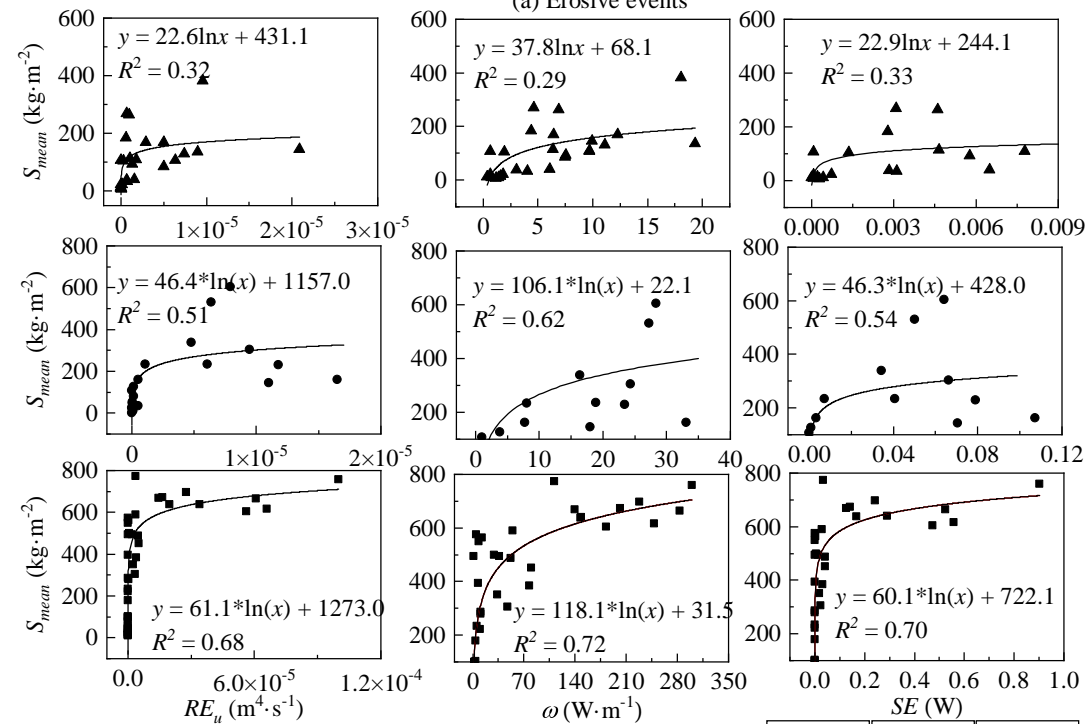 (a) Erosive events
y = 22.6lnx + 431.1
R² = 0.32
600
400
200
0
S_mean (kg·m⁻²)
0 1×10⁻⁵ 2×10⁻⁵ 3×10⁻⁵
y = 37.8lnx + 68.1
R² = 0.29
600
400
200
0
0 5 10 15 20
y = 22.9lnx + 244.1
R² = 0.33
600
400
200
0
0.000 0.003 0.006 0.009
y = 46.4*ln(x) + 1157.0
R² = 0.51
800
600
400
200
0
S_mean (kg·m⁻²)
0 1×10⁻⁵ 2×10⁻⁵
y = 106.1*ln(x) + 22.1
R² = 0.62
800
600
400
200
0 10 20 30 40
y = 46.3*ln(x) + 428.0
R² = 0.54
800
600
400
200
0.00 0.04 0.08 0.12
800
600
400
200
0
S_mean (kg·m⁻²)
y = 61.1*ln(x) + 1273.0
R² = 0.68
0.0 6.0×10⁻⁵ 1.2×10⁻⁴
RE_u (m⁴·s⁻¹)
800
600
400
200
y = 118.1*ln(x) + 31.5
R² = 0.72
0 70 140 210 280 350
ω (W·m⁻¹)
800
600
400
200
y = 60.1*ln(x) + 722.1
R² = 0.70
0.0 0.2 0.4 0.6 0.8 1.0
SE (W)